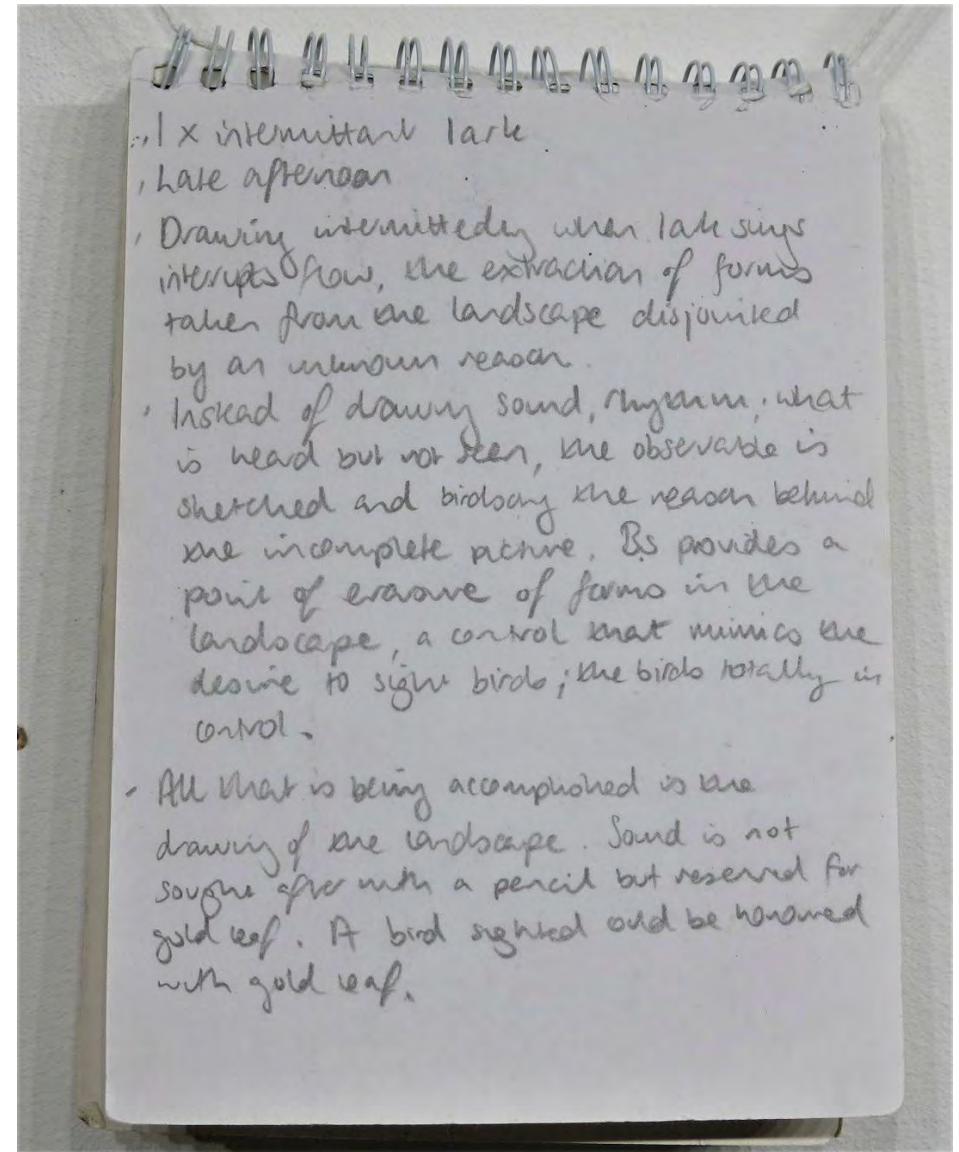 1 x intermittant lark
Late afternoon
Drawing intermittedly when lark sings
interupts flow, the extraction of forms
taken from the landscape disjointed
by an unknown reason.
Instead of drawing sound, rhythm, what
is heard but not seen, the observable is
sketched and birdsong the reason behind
the incomplete picture. Bs provides a
point of erasure of forms in the
landscape, a control that mimics the
desire to sight birds; the birds totally in
control.
All that is being accomplished is the
drawing of the landscape. Sound is not
sought after with a pencil but reserved for
gold leaf. A bird sighted could be honoured
with gold leaf.